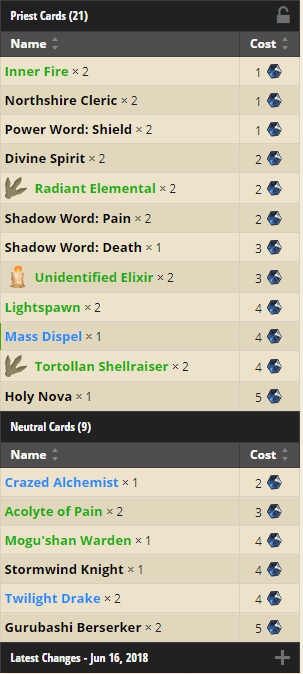 Priest Cards (21)
Name Cost
Inner Fire × 2 1
Northshire Cleric × 2 1
Power Word: Shield × 2 1
Divine Spirit × 2 2
Radiant Elemental × 2 2
Shadow Word: Pain × 2 2
Shadow Word: Death × 1 3
Unidentified Elixir × 2 3
Lightspawn × 2 4
Mass Dispel × 1 4
Tortollan Shellraiser × 2 4
Holy Nova × 1 5
Neutral Cards (9)
Name Cost
Crazed Alchemist × 1 2
Acolyte of Pain × 2 3
Mogu'shan Warden × 1 4
Stormwind Knight × 1 4
Twilight Drake × 2 4
Gurubashi Berserker × 2 5
Latest Changes - Jun 16, 2018